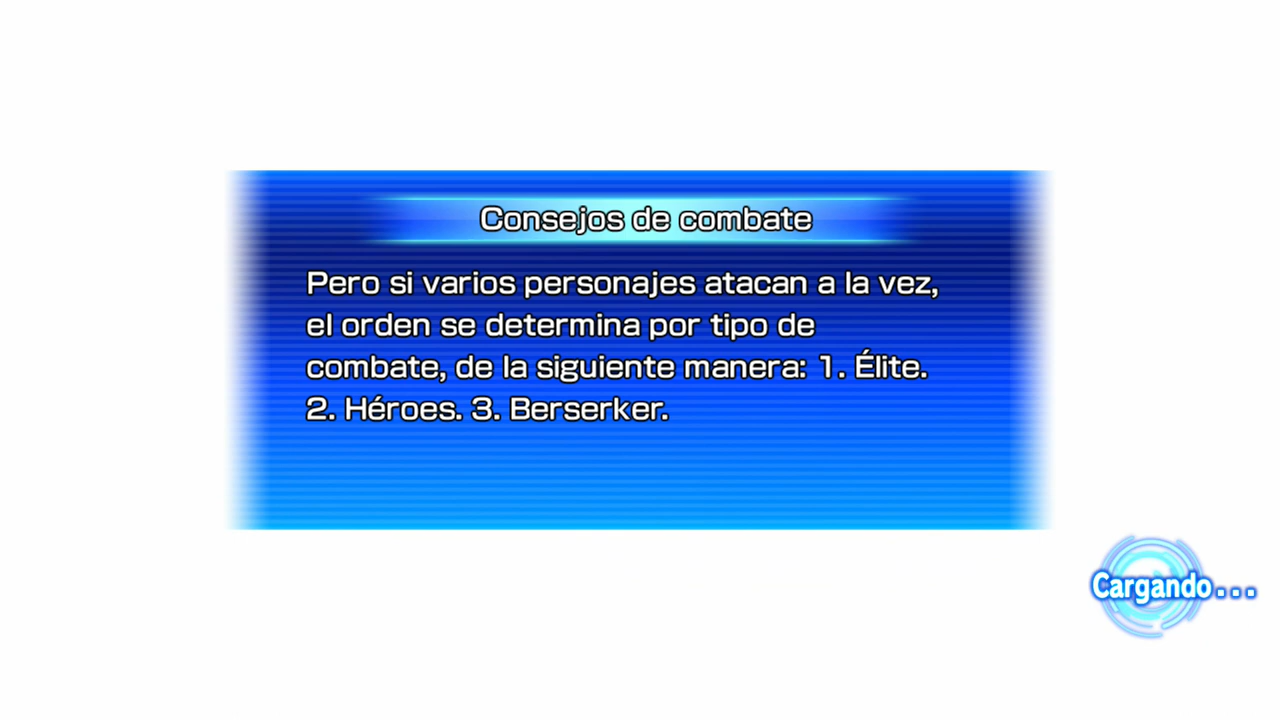 Consejos de combate
Pero si varios personajes atacan a la vez,
el orden se determina por tipo de
combate, de la siguiente manera: 1. Élite.
2. Héroes. 3. Berserker.
Cargando...